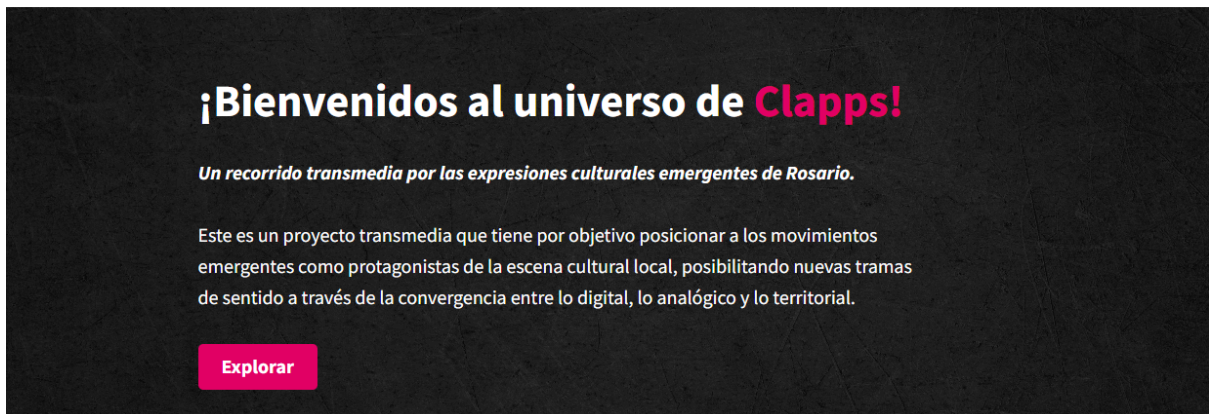 ¡Bienvenidos al universo de Clapps!
Un recorrido transmedia por las expresiones culturales emergentes de Rosario.
Este es un proyecto transmedia que tiene por objetivo posicionar a los movimientos
emergentes como protagonistas de la escena cultural local, posibilitando nuevas tramas
de sentido a través de la convergencia entre lo digital, lo analógico y lo territorial.
Explorar